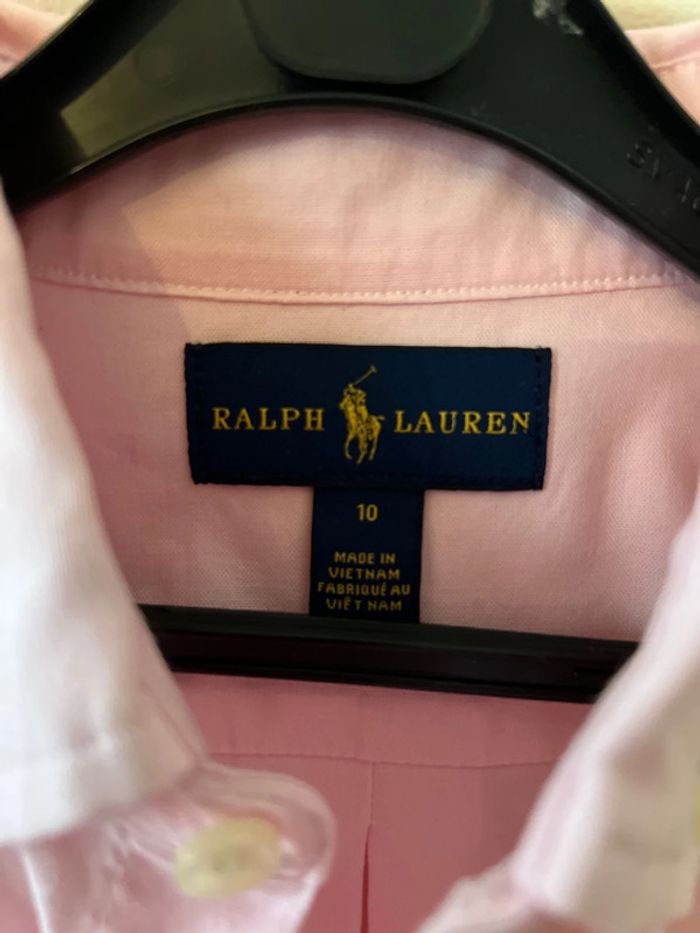 RALPH LAUREN
10
MADE IN
VIETNAM
FABRIQUÉ AU
VIÊT NAM